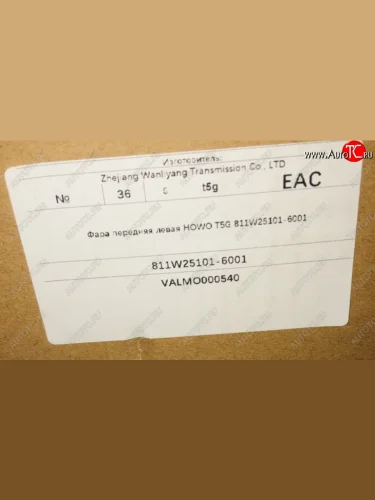 www.AutoTC.ru
Изготовитель:
Zhejiang Wanliyang Transmission Co., LTD
№ 36 t5g EAC
Фара передняя левая HOWO T5G 811W25101-6001
811W25101-6001
VALMO000540